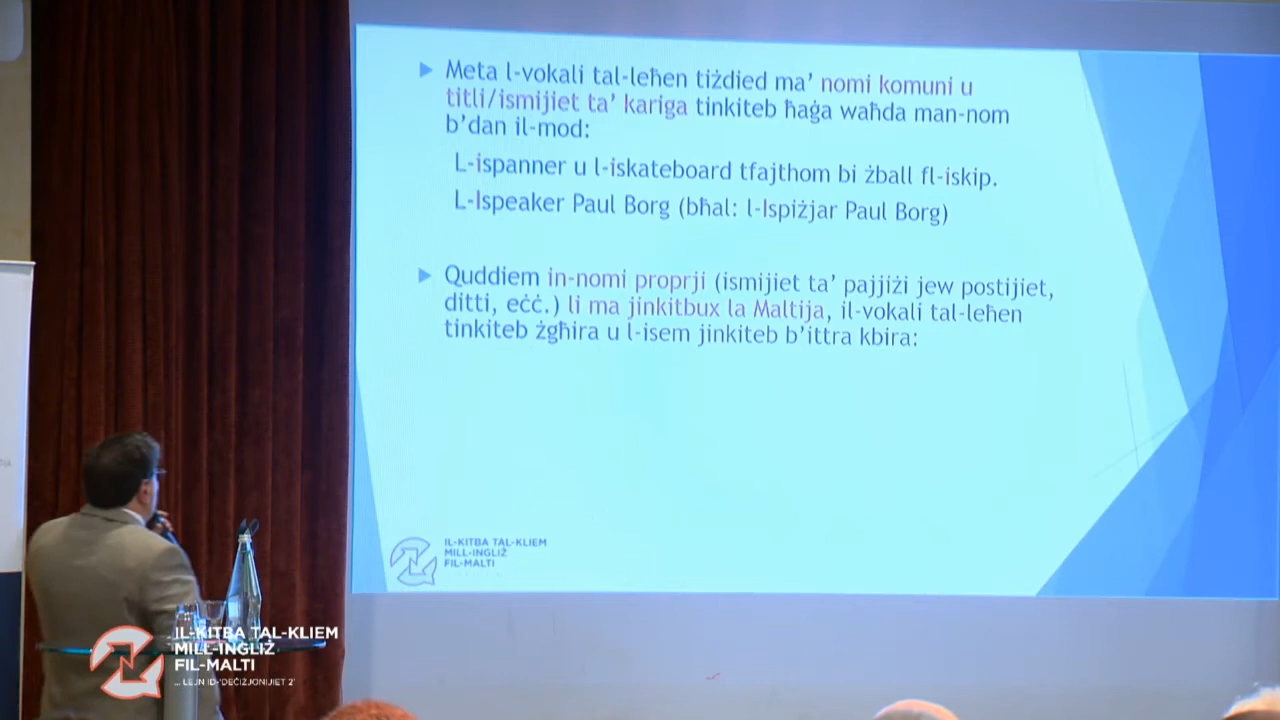 Meta l-vokali tal-leħen tiżdied ma’ nomi komuni u
titli/ismijiet ta’ kariga tinkiteb ħaġa waħda man-nom
b’dan il-mod:
L-ispanner u l-iskateboard tfajthom bi żball fl-iskip.
L-Ispeaker Paul Borg (bħal: l-Ispiżjar Paul Borg)
Quddiem in-nomi proprji (ismijiet ta’ pajjiżi jew postijiet,
ditti, eċċ.) li ma jinkitbux la Maltija, il-vokali tal-leħen
tinkiteb żgħira u l-isem jinkiteb b’ittra kbira:
IL-KITBA TAL-KLIEM
MILL-INGLIŻ
FIL-MALTI
IL-KITBA TAL-KLIEM
MILL-INGLIŻ
FIL-MALTI
... LEJN ID-'DEĊIŻJONIJIET 2'